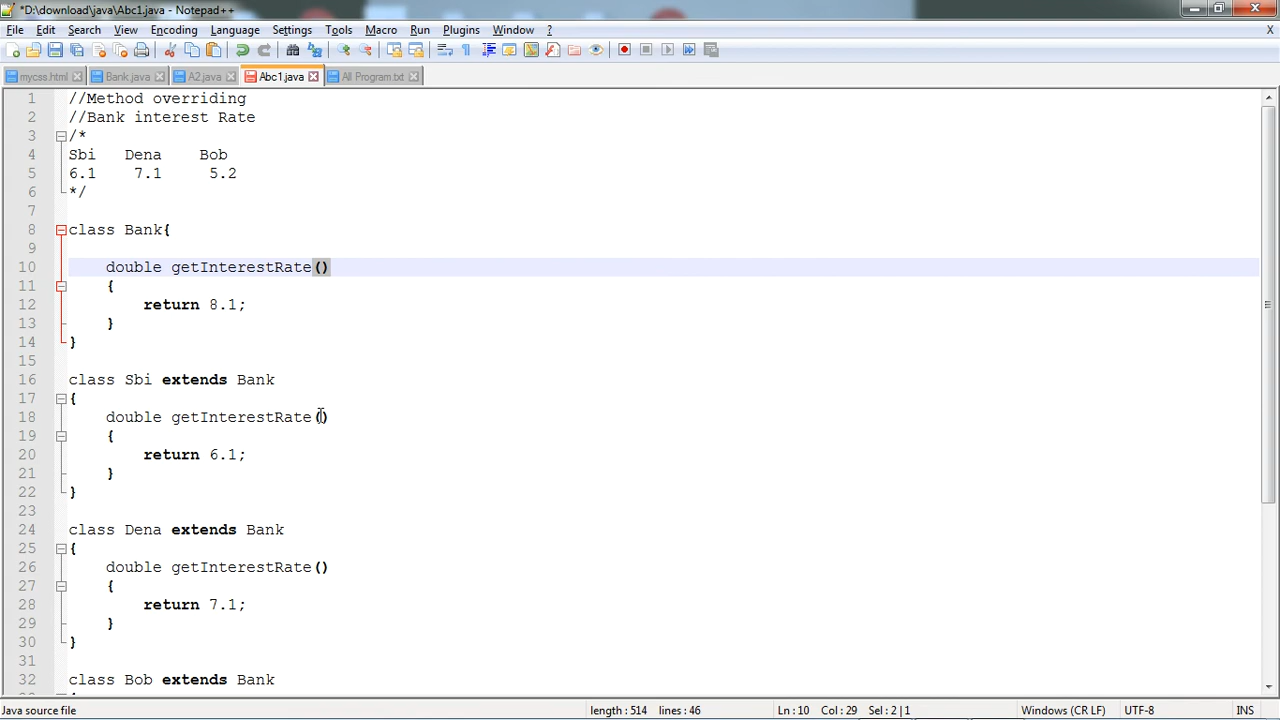 *D:\download\java\Abc1.java - Notepad++
File Edit Search View Encoding Language Settings Tools Macro Run Plugins Window ? X
mycss.html Bank.java A2.java Abc1.java All Program.txt
1 //Method overriding
2 //Bank interest Rate
3 /*
4 Sbi Dena Bob
5 6.1 7.1 5.2
6 */
7
8 class Bank{
9
10 double getInterestRate()
11 {
12 return 8.1;
13 }
14 }
15
16 class Sbi extends Bank
17 {
18 double getInterestRate()
19 {
20 return 6.1;
21 }
22 }
23
24 class Dena extends Bank
25 {
26 double getInterestRate()
27 {
28 return 7.1;
29 }
30 }
31
32 class Bob extends Bank
Java source file length : 514 lines : 46 Ln : 10 Col : 29 Sel : 2 | 1 Windows (CR LF) UTF-8 INS